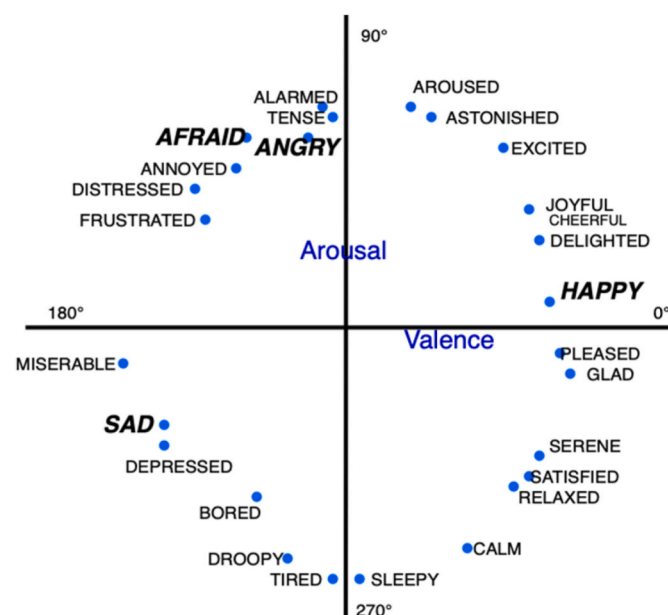 90°
AROUSED
ALARMED
TENSE
ASTONISHED
AFRAID
ANGRY
EXCITED
ANNOYED
DISTRESSED
JOYFUL
CHEERFUL
FRUSTRATED
DELIGHTED
Arousal
HAPPY
180°
0°
Valence
PLEASED
MISERABLE
GLAD
SAD
SERENE
DEPRESSED
SATISFIED
RELAXED
BORED
CALM
DROOPY
TIRED
SLEEPY
270°